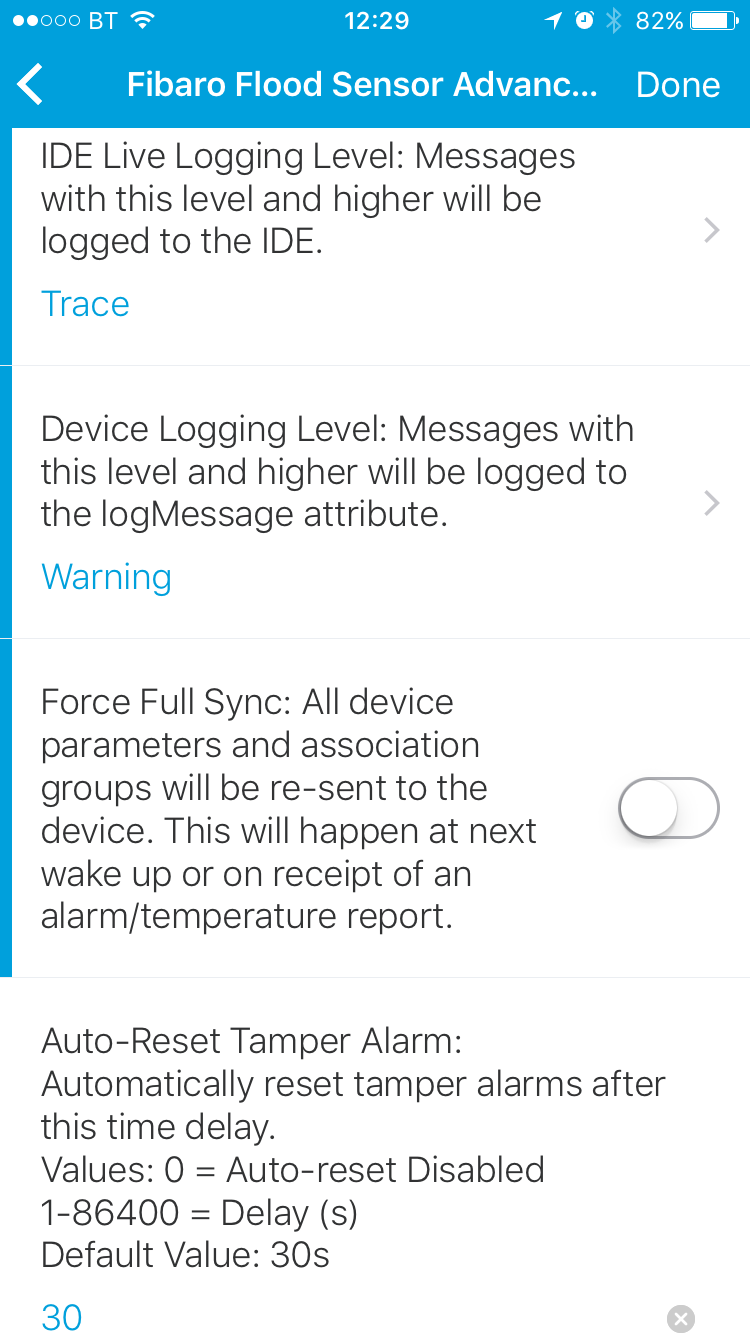 BT 12:29 82%
Fibaro Flood Sensor Advanc... Done
IDE Live Logging Level: Messages
with this level and higher will be
logged to the IDE.
Trace
Device Logging Level: Messages with
this level and higher will be logged to
the logMessage attribute.
Warning
Force Full Sync: All device
parameters and association
groups will be re-sent to the
device. This will happen at next
wake up or on receipt of an
alarm/temperature report.
Auto-Reset Tamper Alarm:
Automatically reset tamper alarms after
this time delay.
Values: 0 = Auto-reset Disabled
1-86400 = Delay (s)
Default Value: 30s
30